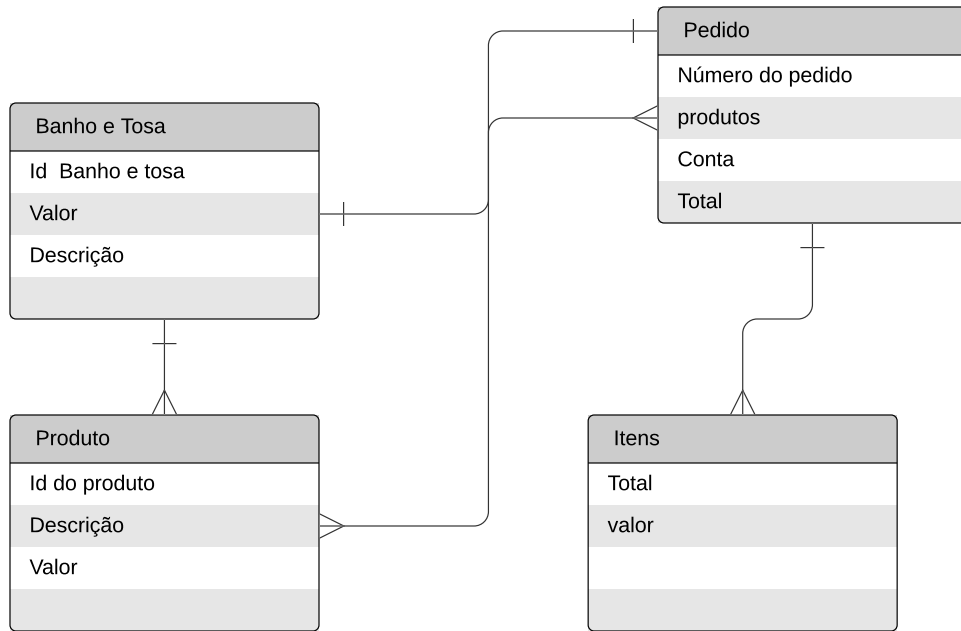 Pedido
Número do pedido
produtos
Conta
Total
Banho e Tosa
Id  Banho e tosa
Valor
Descrição
Produto
Id do produto
Descrição
Valor
Itens
Total
valor